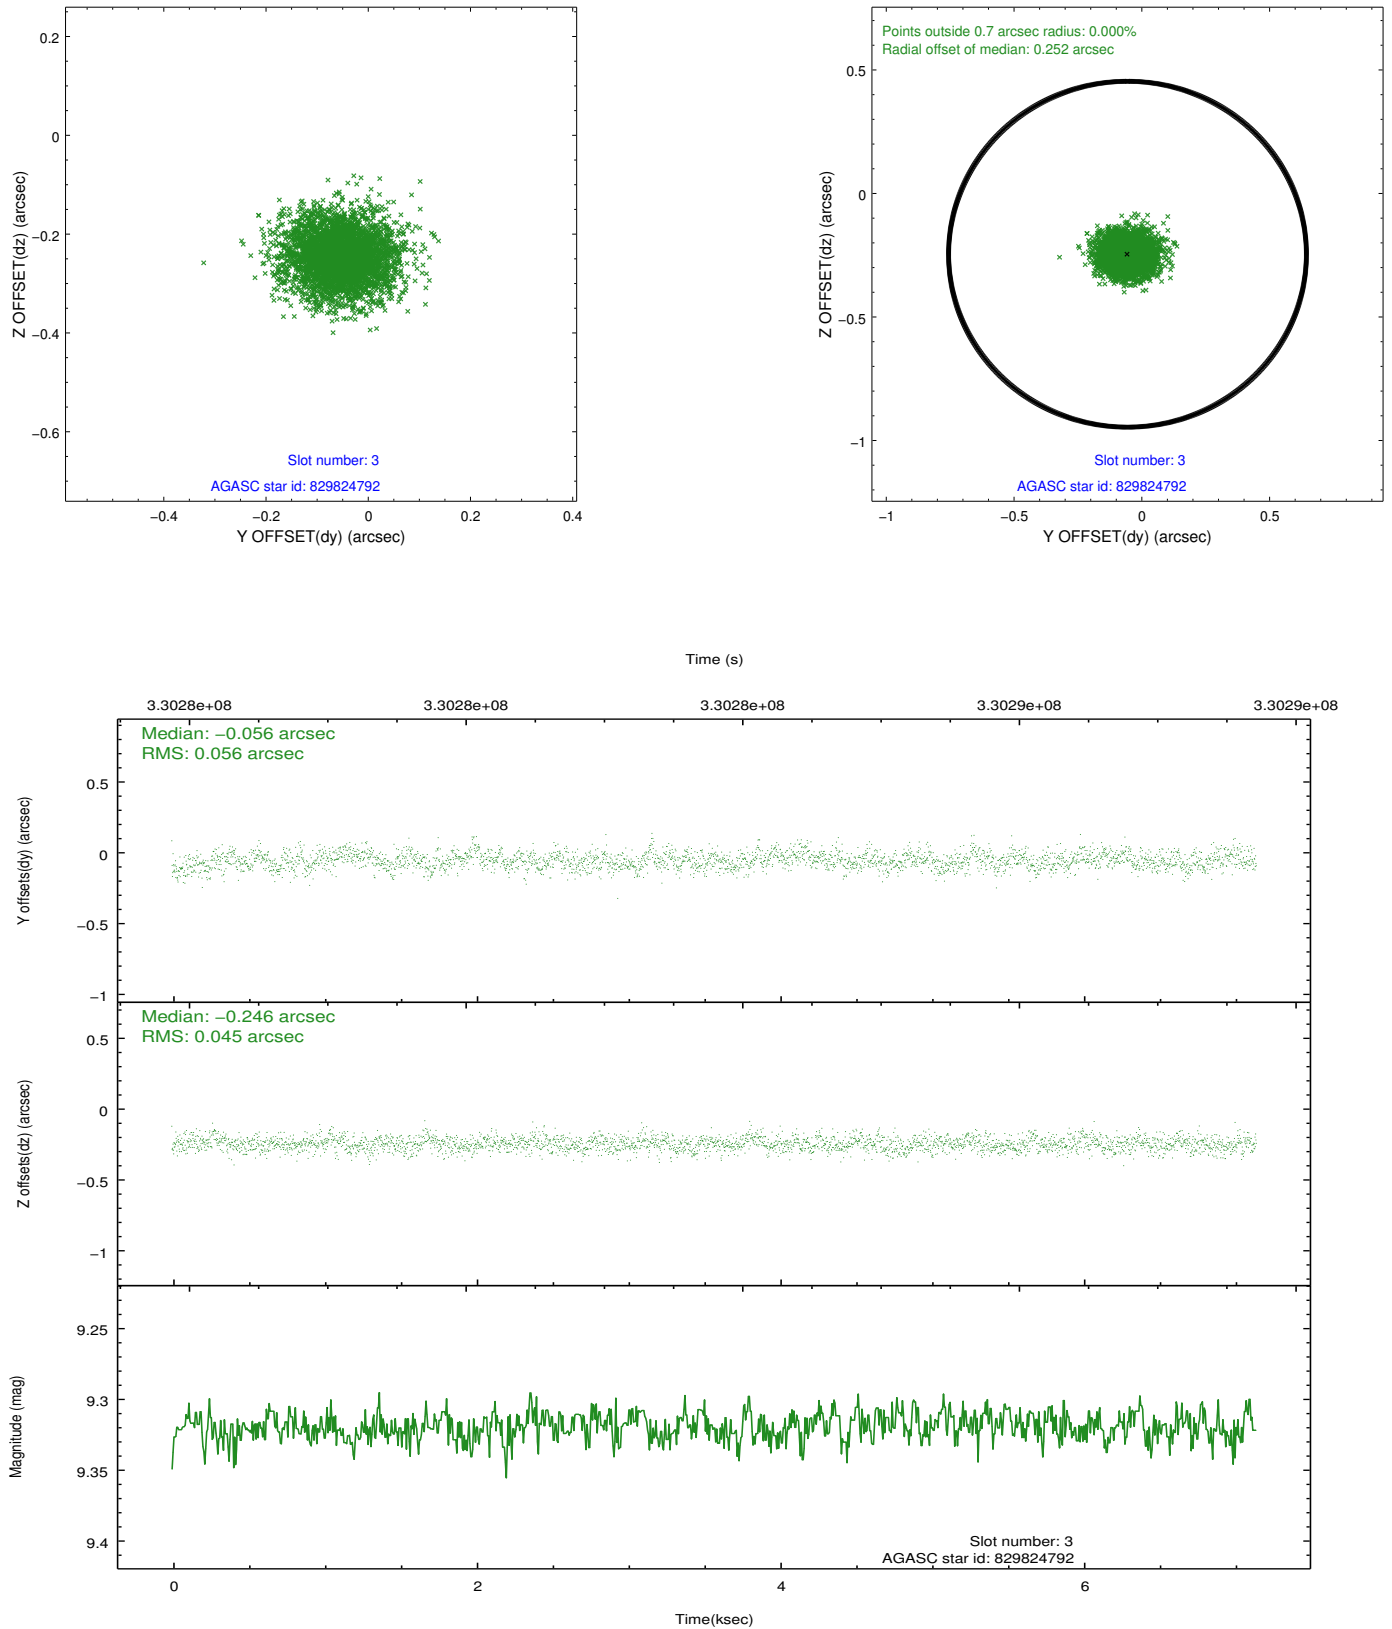 0.2
0
−0.2
−0.4
−0.6
Z OFFSET(dz) (arcsec)
Slot number: 3
AGASC star id: 829824792
−0.4
−0.2
0
0.2
0.4
Y OFFSET(dy) (arcsec)
Points outside 0.7 arcsec radius: 0.000%
Radial offset of median: 0.252 arcsec
0.5
0
−0.5
−1
Z OFFSET(dz) (arcsec)
Slot number: 3
AGASC star id: 829824792
−1
−0.5
0
0.5
Y OFFSET(dy) (arcsec)
Time (s)
3.3028e+08
3.3028e+08
3.3028e+08
3.3029e+08
3.3029e+08
Median: −0.056 arcsec
RMS: 0.056 arcsec
0.5
0
−0.5
−1
Y offsets(dy) (arcsec)
Median: −0.246 arcsec
RMS: 0.045 arcsec
0.5
0
−0.5
−1
Z offsets(dz) (arcsec)
9.25
9.3
9.35
9.4
Magnitude (mag)
Slot number: 3
AGASC star id: 829824792
0
2
4
6
Time(ksec)